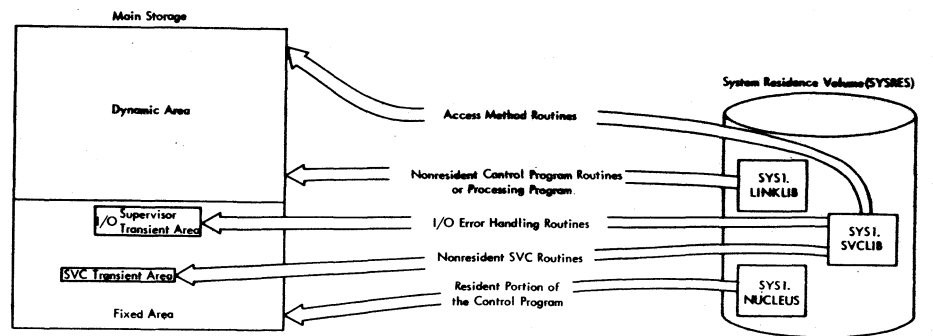 Main Storage
System Residence Volume(SYSRES)
Dynamic Area
Access Method Routines
Nonresident Control Program Routines
or Processing Program
SYS1.
LINKLIB
I/O Supervisor
Transient Area
I/O Error Handling Routines
SYS1.
SVCLIB
Nonresident SVC Routines
SVC Transient Area
Resident Portion of
the Control Program
SYS1.
NUCLEUS
Fixed Area